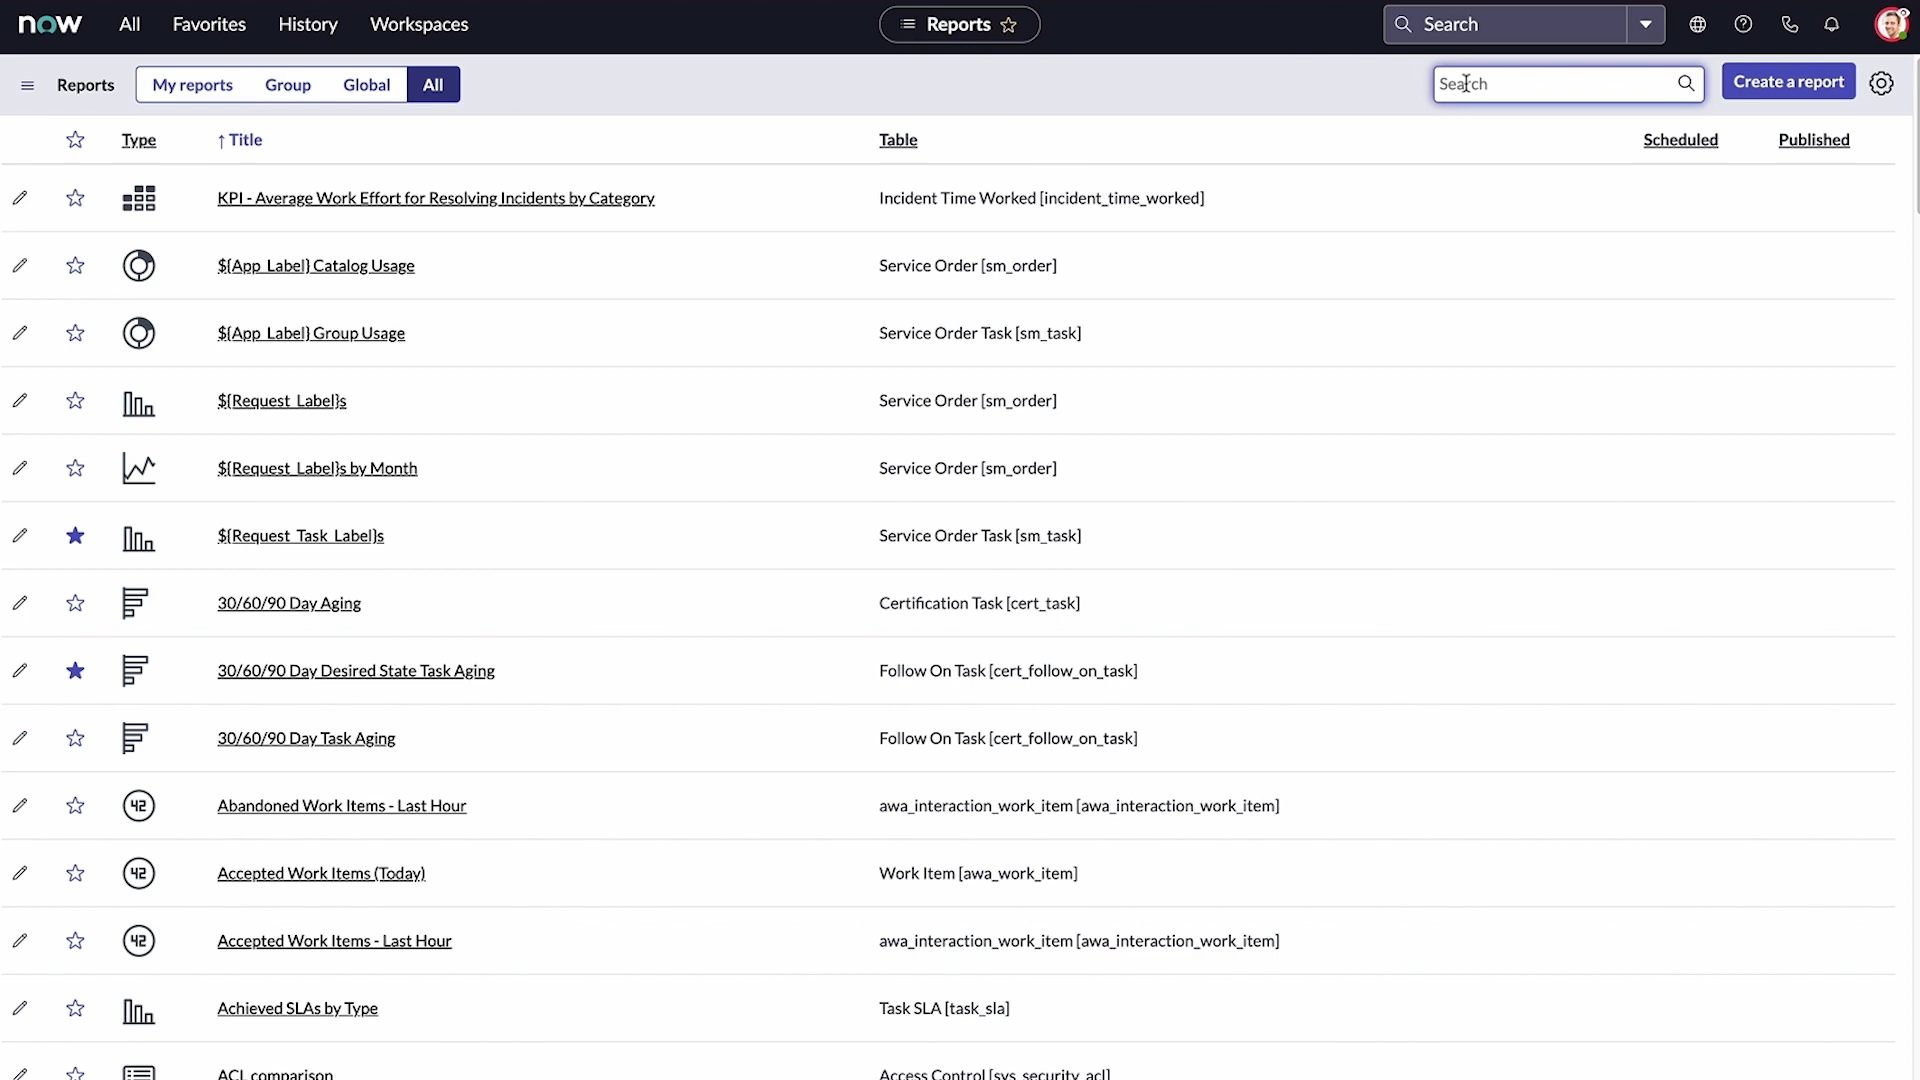 now All Favorites History Workspaces Reports Search
Reports My reports Group Global All Search Create a report
Type ↑ Title Table Scheduled Published
KPI - Average Work Effort for Resolving Incidents by Category Incident Time Worked [incident_time_worked]
${App_Label} Catalog Usage Service Order [sm_order]
${App_Label} Group Usage Service Order Task [sm_task]
${Request_Label}s Service Order [sm_order]
${Request_Label}s by Month Service Order [sm_order]
${Request_Task_Label}s Service Order Task [sm_task]
30/60/90 Day Aging Certification Task [cert_task]
30/60/90 Day Desired State Task Aging Follow On Task [cert_follow_on_task]
30/60/90 Day Task Aging Follow On Task [cert_follow_on_task]
42 Abandoned Work Items - Last Hour awa_interaction_work_item [awa_interaction_work_item]
42 Accepted Work Items (Today) Work Item [awa_work_item]
42 Accepted Work Items - Last Hour awa_interaction_work_item [awa_interaction_work_item]
Achieved SLAs by Type Task SLA [task_sla]
ACL comparison Access Control [sys_security_acl]